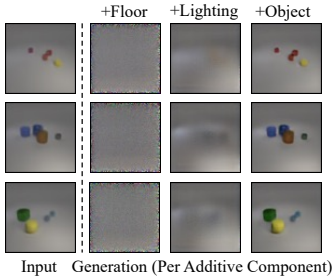 +Floor +Lighting +Object
Input Generation (Per Additive Component)